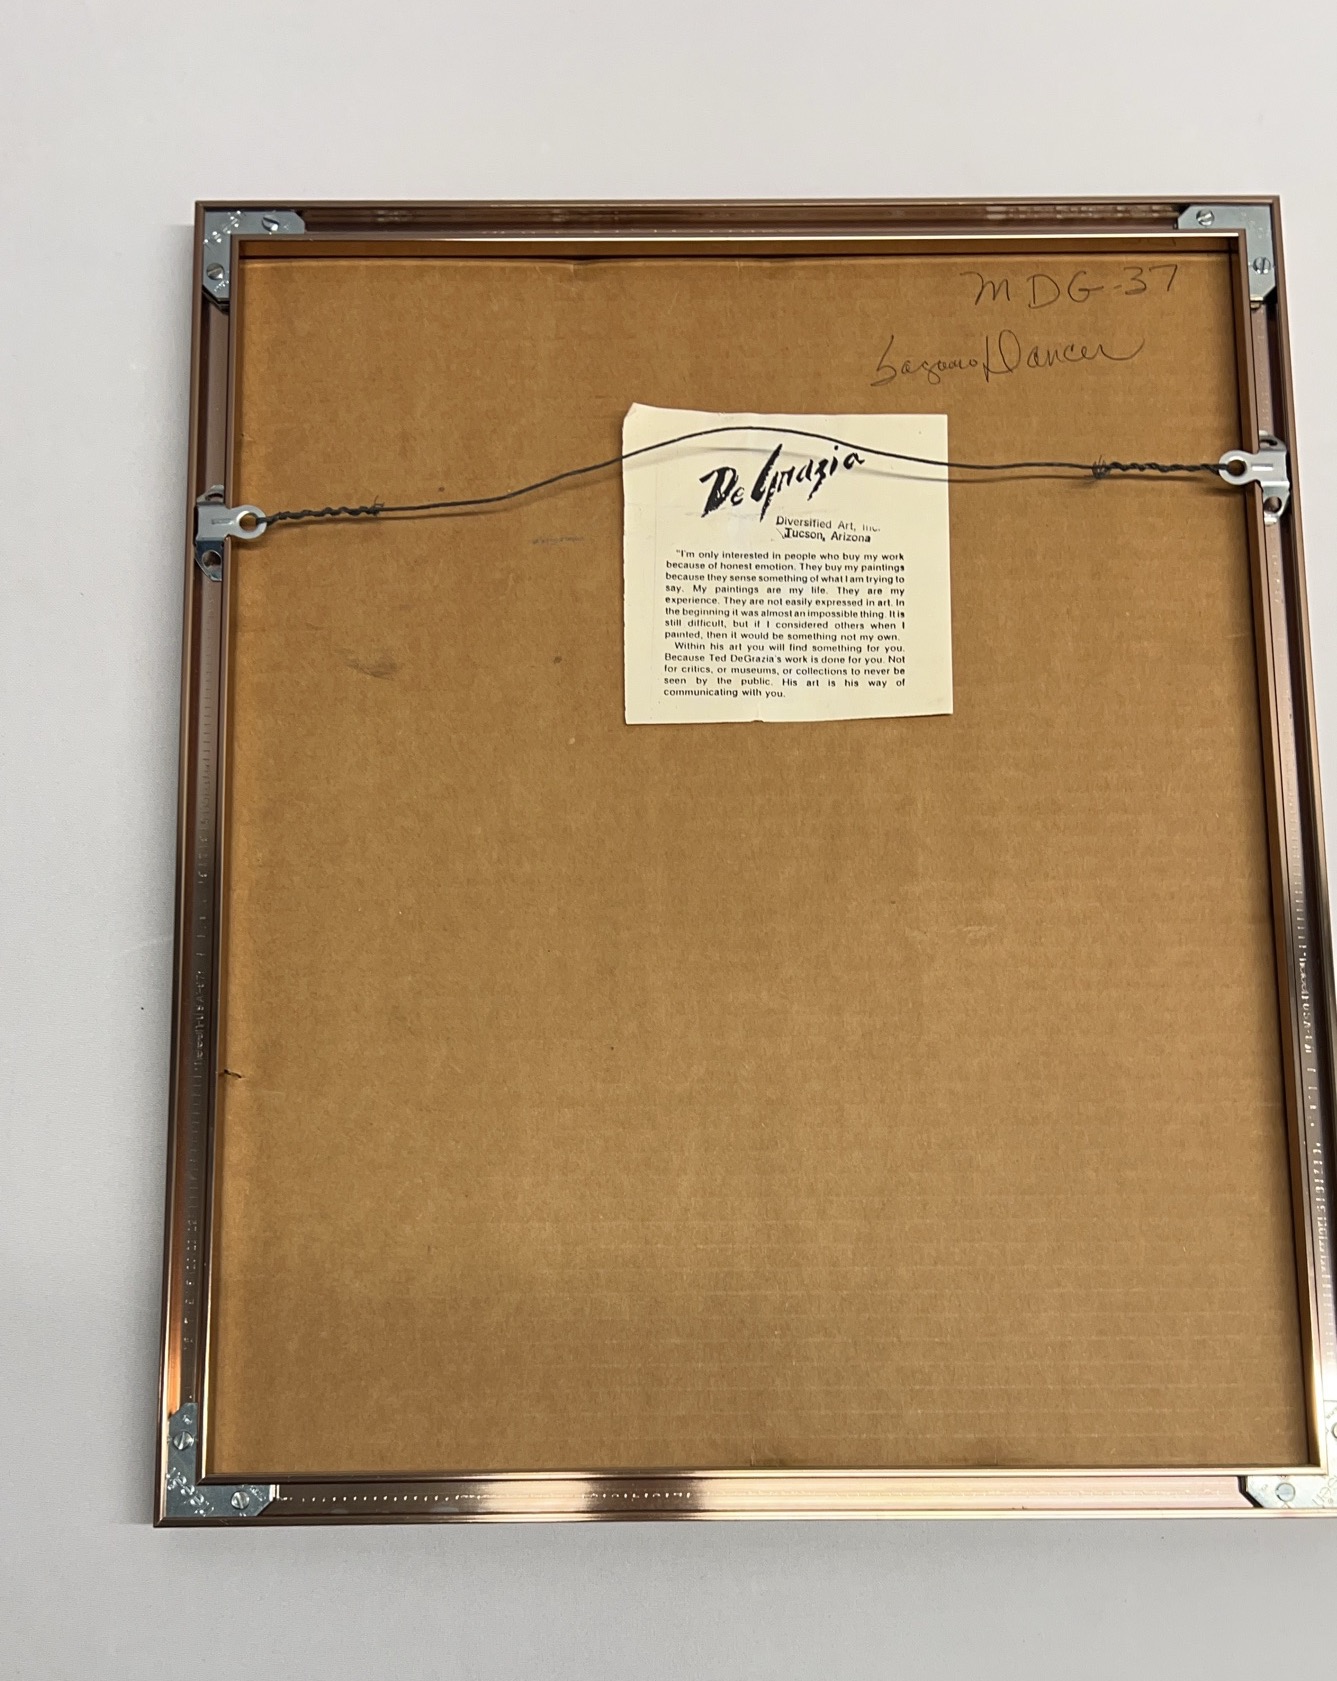 MDG-37
Dancer
De Grazia
Diversified Art, Inc.
Tucson, Arizona
"I'm only interested in people who buy my work
because of honest emotion. They buy my paintings
because they sense something of what I am trying to
say. My paintings are my life. They are my
experience. They are not easily expressed in art. In
the beginning it was almost an impossible thing. It is
still difficult, but if I considered others when I
painted, then it would be something not my own.
Within his art you will find something for you.
Because Ted DeGrazia's work is done for you. Not
for critics, or museums, or collections to never be
seen by the public. His art is his way of
communicating with you.